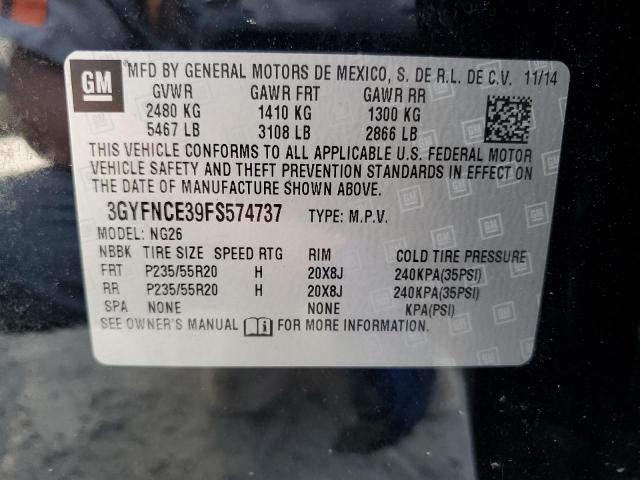 GM MFD BY GENERAL MOTORS DE MEXICO, S. DE R.L. DE C.V. 11/14
GVWR GAWR FRT GAWR RR
2480 KG 1410 KG 1300 KG
5467 LB 3108 LB 2866 LB
THIS VEHICLE CONFORMS TO ALL APPLICABLE U.S. FEDERAL MOTOR
VEHICLE SAFETY AND THEFT PREVENTION STANDARDS IN EFFECT ON
THE DATE OF MANUFACTURE SHOWN ABOVE.
3GYFNCE39FS574737 TYPE: M.P.V.
MODEL: NG26
NBBK TIRE SIZE SPEED RTG RIM COLD TIRE PRESSURE
FRT P235/55R20 H 20X8J 240KPA(35PSI)
RR P235/55R20 H 20X8J 240KPA(35PSI)
SPA NONE NONE KPA(PSI)
SEE OWNER'S MANUAL FOR MORE INFORMATION.